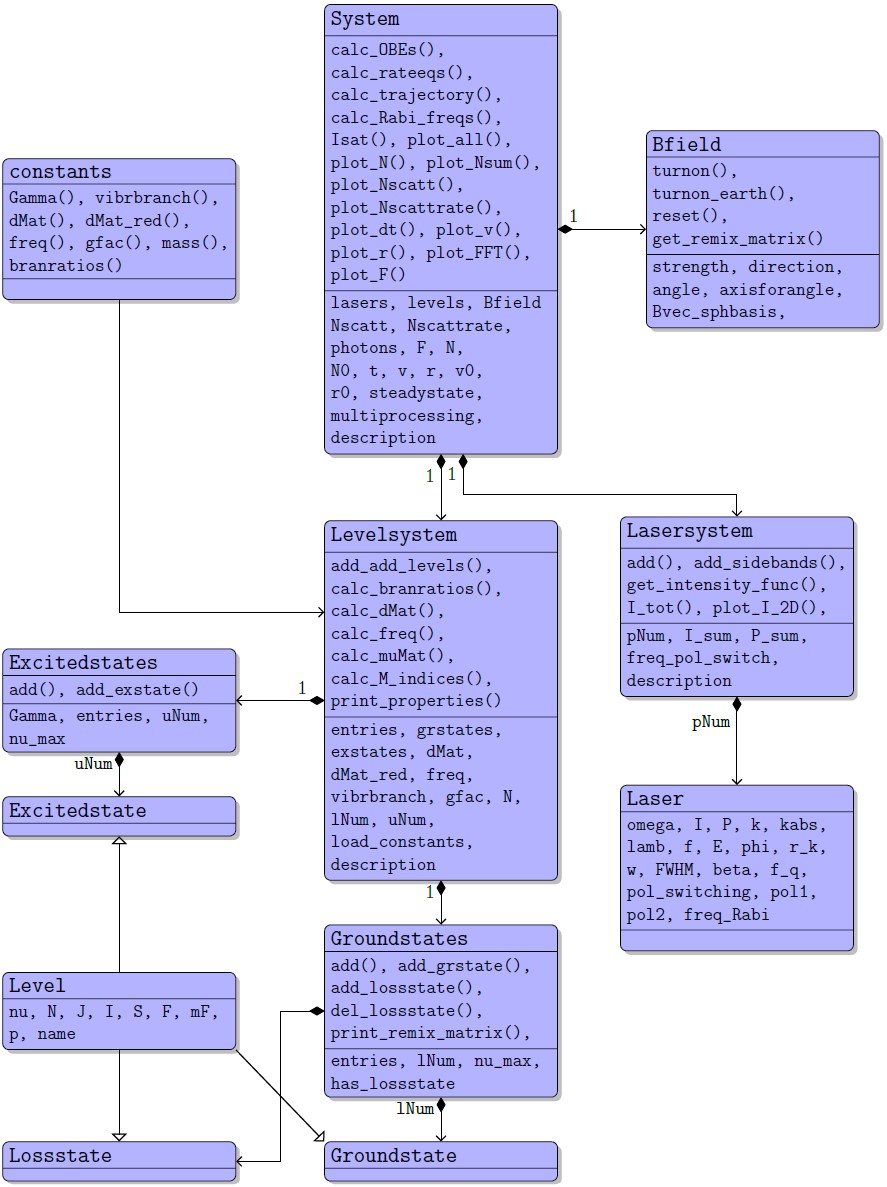 System
calc_OBEs(),
calc_rateeqs(),
calc_trajectory(),
calc_Rabi_freqs(),
Isat(), plot_all(),
plot_N(), plot_Nsum(),
plot_Nscatt(),
plot_Nscattrate(),
plot_dt(), plot_v(),
plot_r(), plot_FFT(),
plot_F()
lasers, levels, Bfield
Nscatt, Nscattrate,
photons, F, N,
N0, t, v, r, v0,
r0, steadystate,
multiprocessing,
description
1
Bfield
turnon(),
turnon_earth(),
reset(),
get_remix_matrix()
strength, direction,
angle, axisforangle,
Bvec_sphbasis,
constants
Gamma(), vibrbranch(),
dMat(), dMat_red(),
freq(), gfac(), mass(),
branratios()
1
1
Levelsystem
add_add_levels(),
calc_branratios(),
calc_dMat(),
calc_freq(),
calc_muMat(),
calc_M_indices(),
print_properties()
entries, grstates,
exstates, dMat,
dMat_red, freq,
vibrbranch, gfac, N,
lNum, uNum,
load_constants,
description
Lasersystem
add(), add_sidebands(),
get_intensity_func(),
I_tot(), plot_I_2D(),
pNum, I_sum, P_sum,
freq_pol_switch,
description
pNum
Laser
omega, I, P, k, kabs,
lamb, f, E, phi, r_k,
w, FWHM, beta, f_q,
pol_switching, pol1,
pol2, freq_Rabi
1
Excitedstates
add(), add_exstate()
Gamma, entries, uNum,
nu_max
uNum
Excitedstate
1
Groundstates
add(), add_grstate(),
add_lossstate(),
del_lossstate(),
print_remix_matrix(),
entries, lNum, nu_max,
has_lossstate
lNum
Level
nu, N, J, I, S, F, mF,
p, name
Lossstate
Groundstate